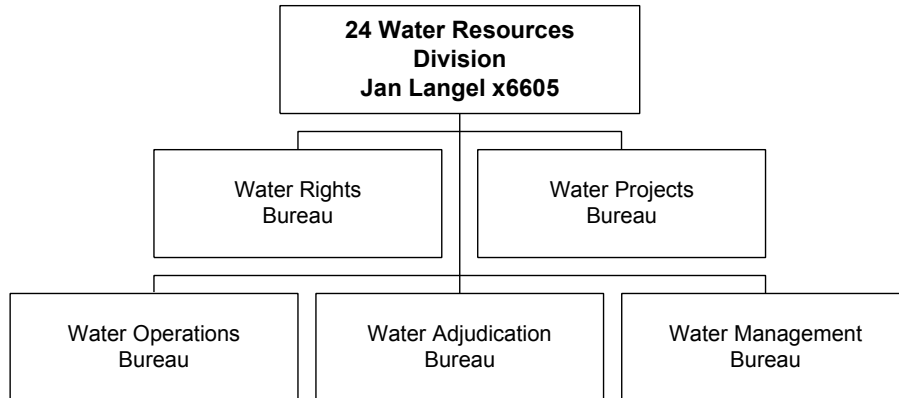 24 Water Resources
Division
Jan Langel x6605
Water Rights
Bureau
Water Projects
Bureau
Water Operations
Bureau
Water Adjudication
Bureau
Water Management
Bureau